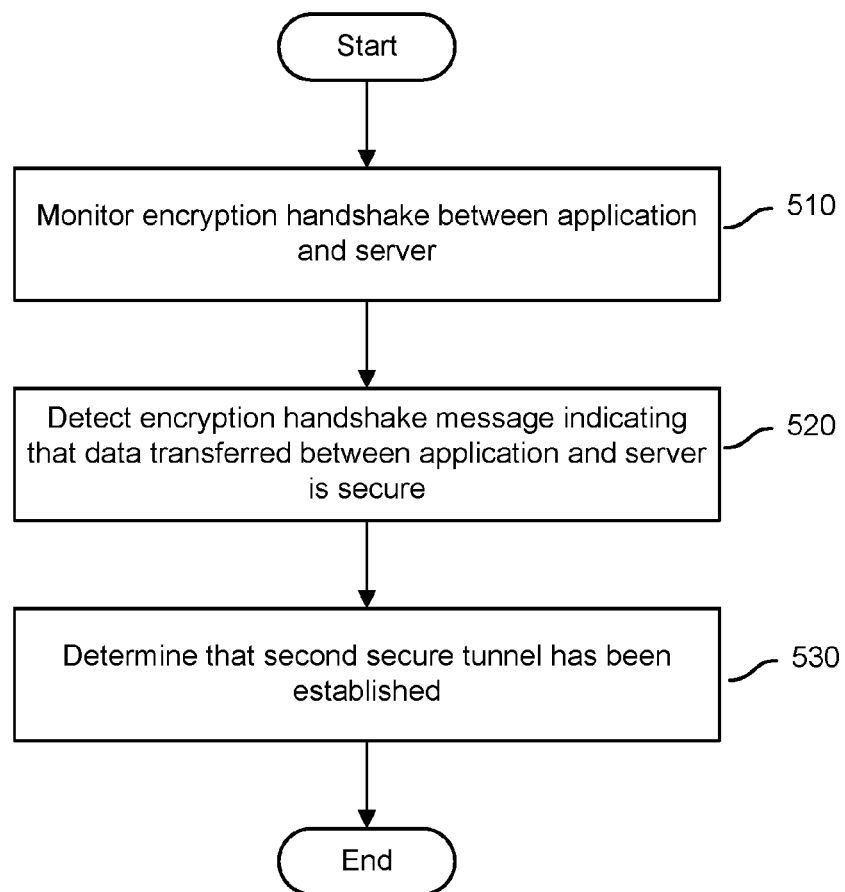 Start
Monitor encryption handshake between application
and server
510
Detect encryption handshake message indicating
that data transferred between application and server
is secure
520
Determine that second secure tunnel has been
established
530
End